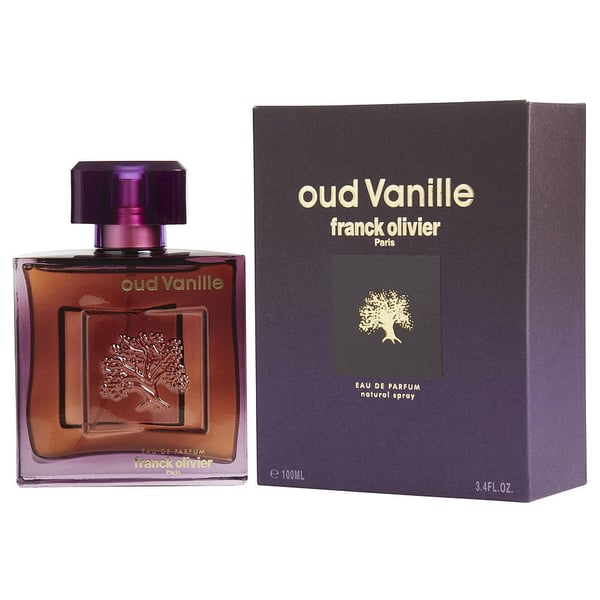 oud Vanille
EAU DE PARFUM
franck olivier
Paris
oud Vanille
franck olivier
Paris
EAU DE PARFUM
natural spray
℮ 100ML
3.4FL.OZ.